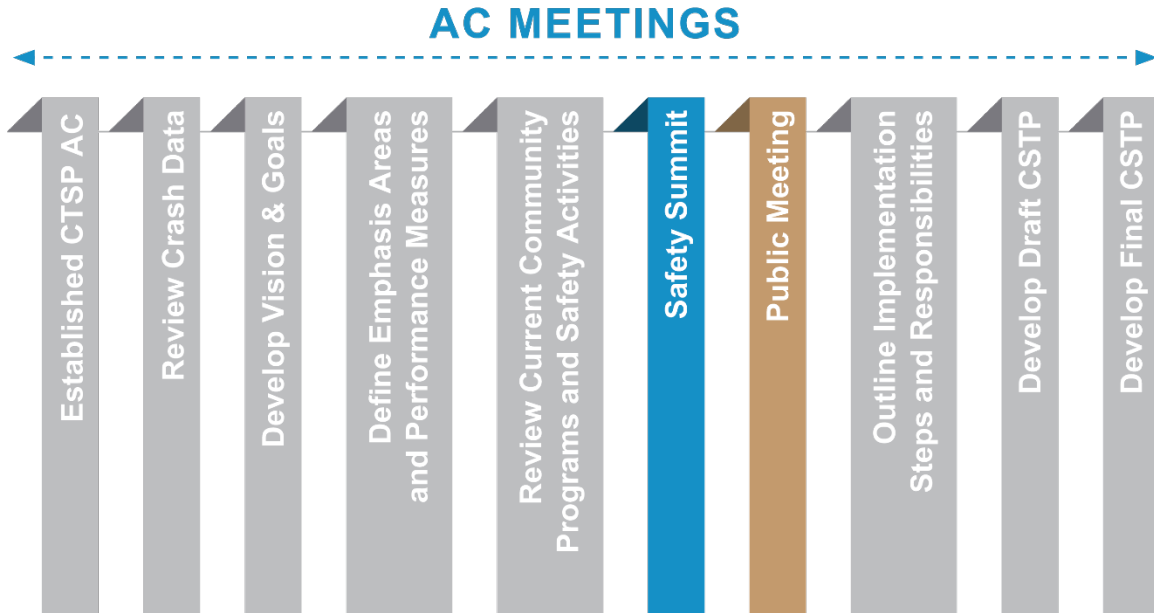 AC MEETINGS
Established CTSP AC
Review Crash Data
Develop Vision & Goals
Define Emphasis Areas
and Performance Measures
Review Current Community
Programs and Safety Activities
Safety Summit
Public Meeting
Outline Implementation
Steps and Responsibilities
Develop Draft CSTP
Develop Final CSTP